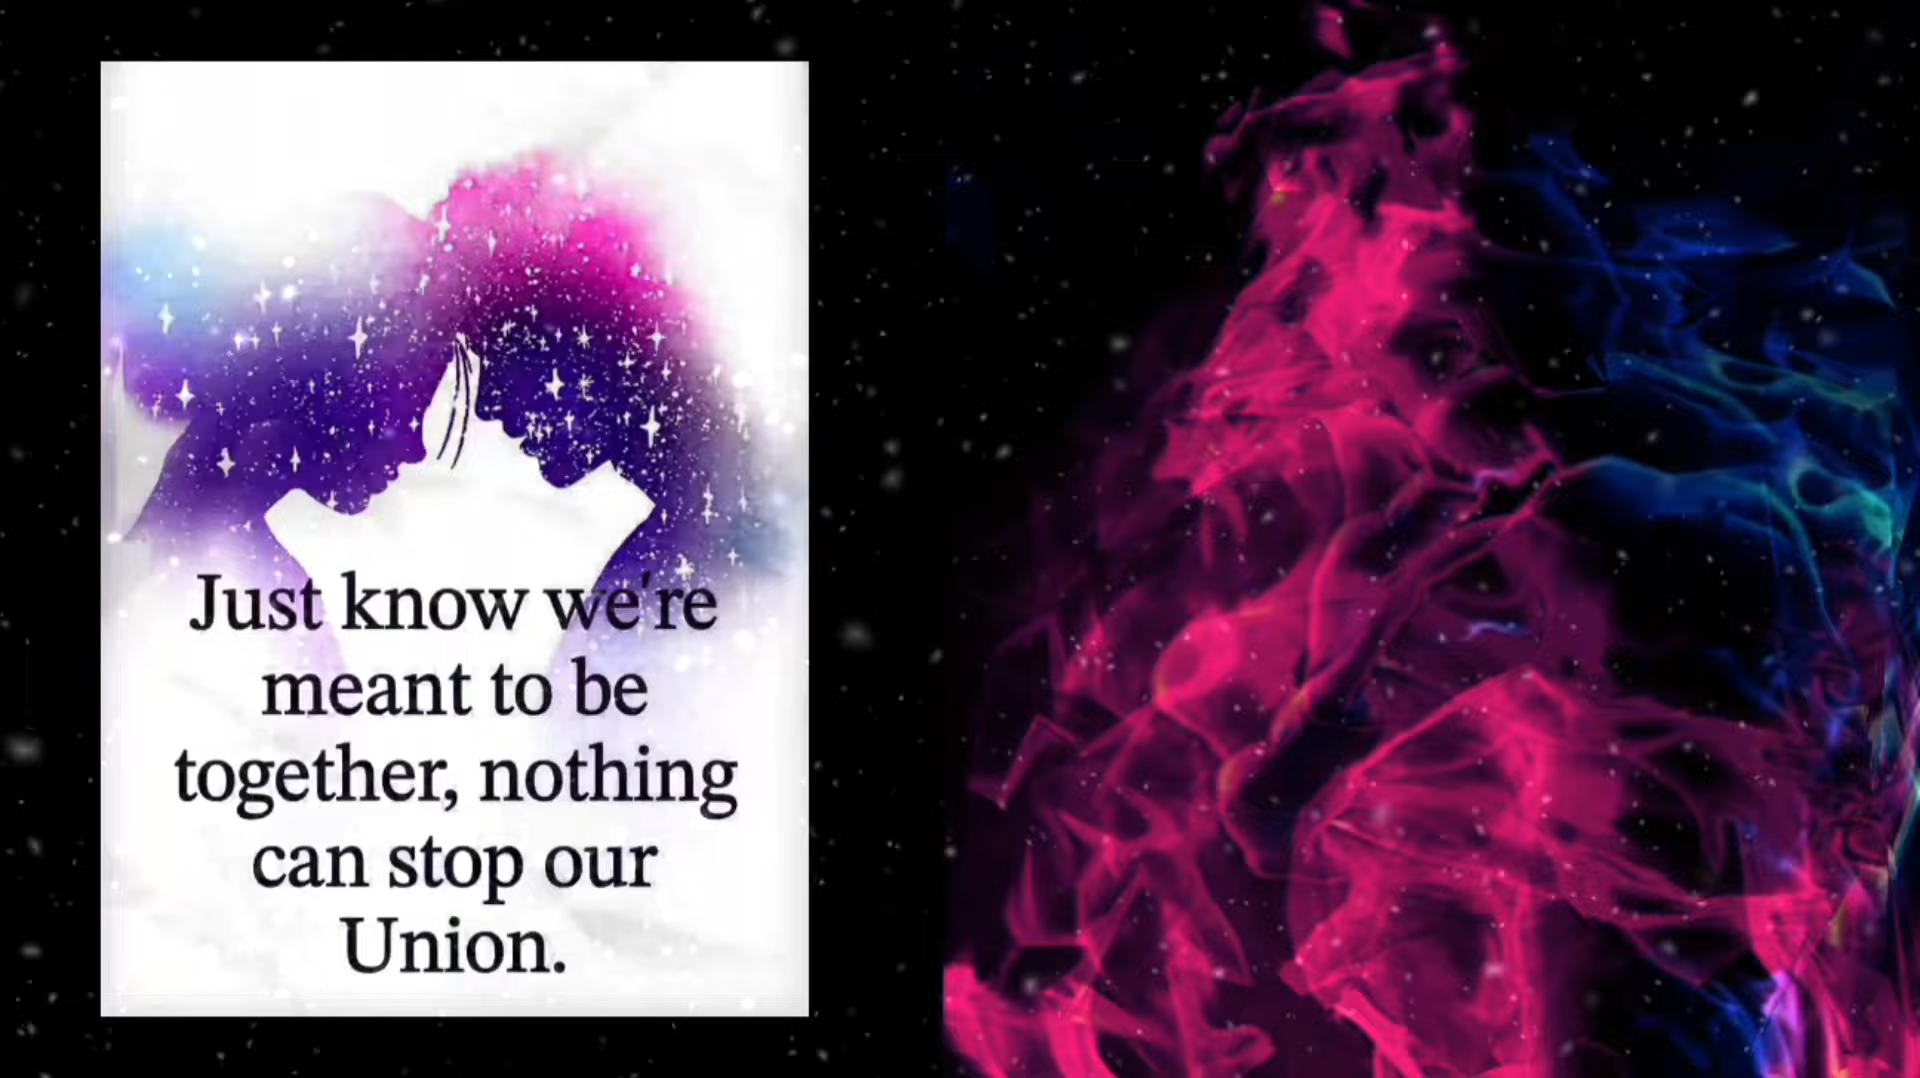 Just know we're
meant to be
together, nothing
can stop our
Union.